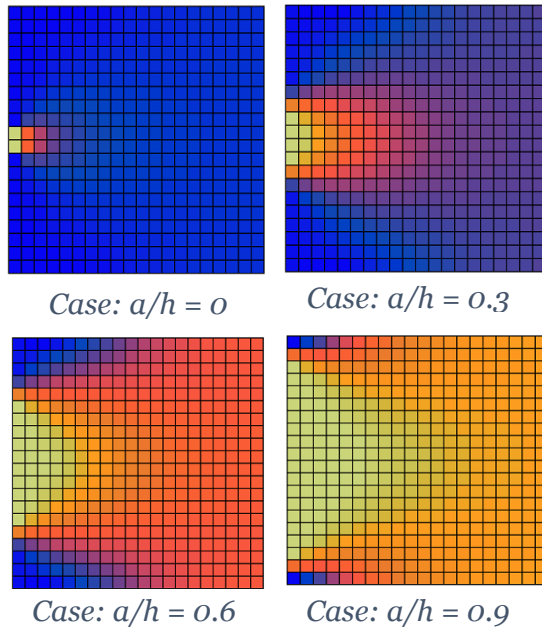 Case: a/h = 0
Case: a/h = 0.3
Case: a/h = 0.6
Case: a/h = 0.9